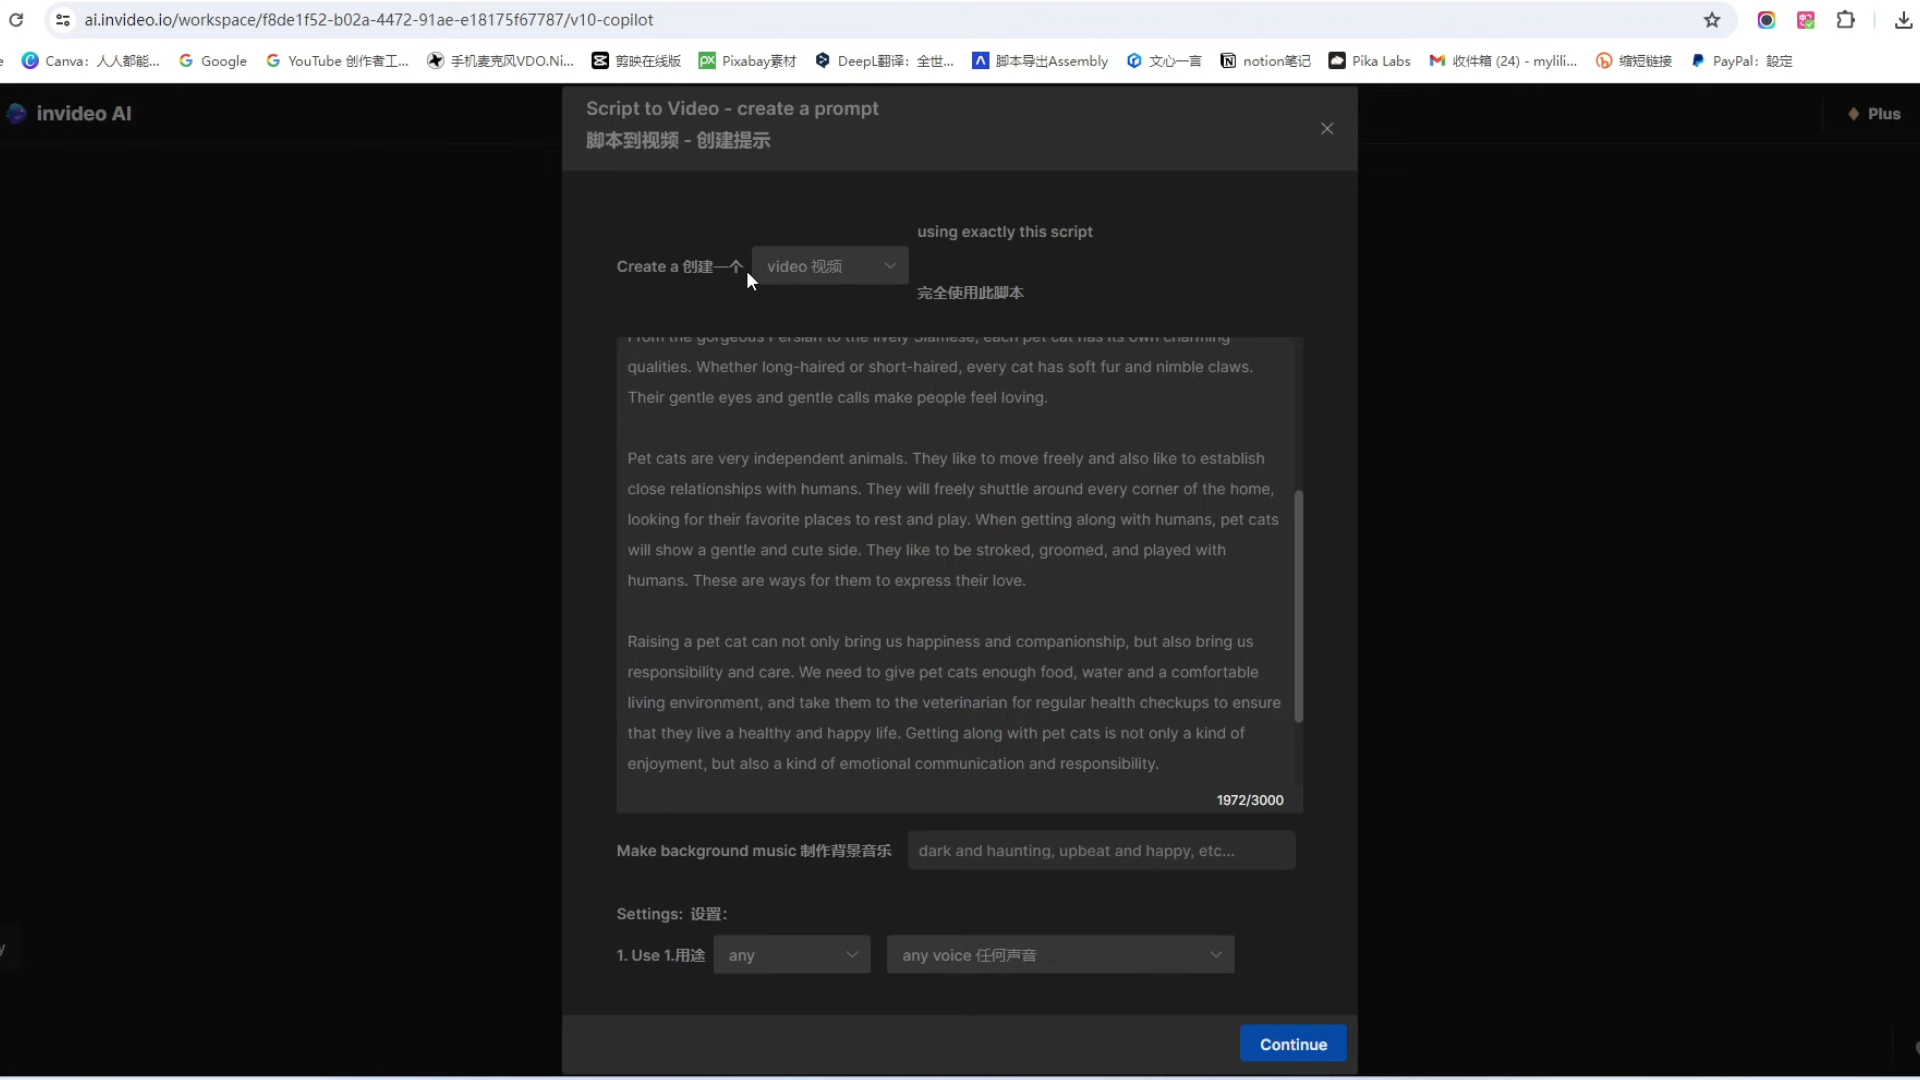 ai.invideo.io/workspace/f8de1f52-b02a-4472-91ae-e18175f67787/v10-copilot
Canva：人人都能... Google YouTube 创作者工... 手机麦克风VDO.Ni... 剪映在线版 Pixabay素材 DeepL翻译：全世... 脚本导出Assembly 文心一言 notion笔记 Pika Labs 收件箱 (24) - mylili... 缩短链接 PayPal：設定
invideo AI
Plus
Script to Video - create a prompt
脚本到视频 - 创建提示
using exactly this script
Create a 创建一个 video 视频
完全使用此脚本
From the gorgeous Persian to the lively Siamese, each pet cat has its own charming
qualities. Whether long-haired or short-haired, every cat has soft fur and nimble claws.
Their gentle eyes and gentle calls make people feel loving.
Pet cats are very independent animals. They like to move freely and also like to establish
close relationships with humans. They will freely shuttle around every corner of the home,
looking for their favorite places to rest and play. When getting along with humans, pet cats
will show a gentle and cute side. They like to be stroked, groomed, and played with
humans. These are ways for them to express their love.
Raising a pet cat can not only bring us happiness and companionship, but also bring us
responsibility and care. We need to give pet cats enough food, water and a comfortable
living environment, and take them to the veterinarian for regular health checkups to ensure
that they live a healthy and happy life. Getting along with pet cats is not only a kind of
enjoyment, but also a kind of emotional communication and responsibility.
1972/3000
Make background music 制作背景音乐 dark and haunting, upbeat and happy, etc...
Settings: 设置：
1. Use 1.用途 any any voice 任何声音
Continue